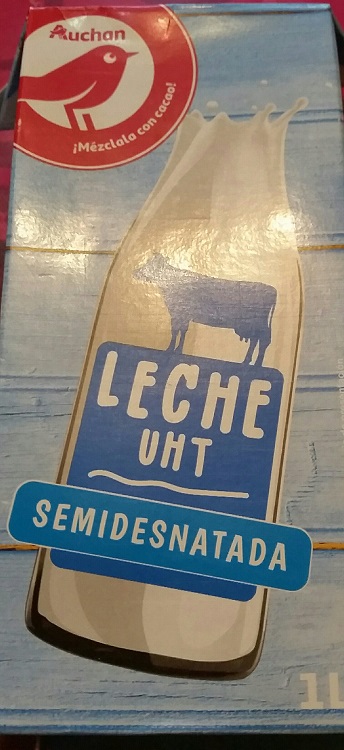 Auchan
¡Mézclala con cacao!
LECHE
UHT
SEMIDESNATADA
1L